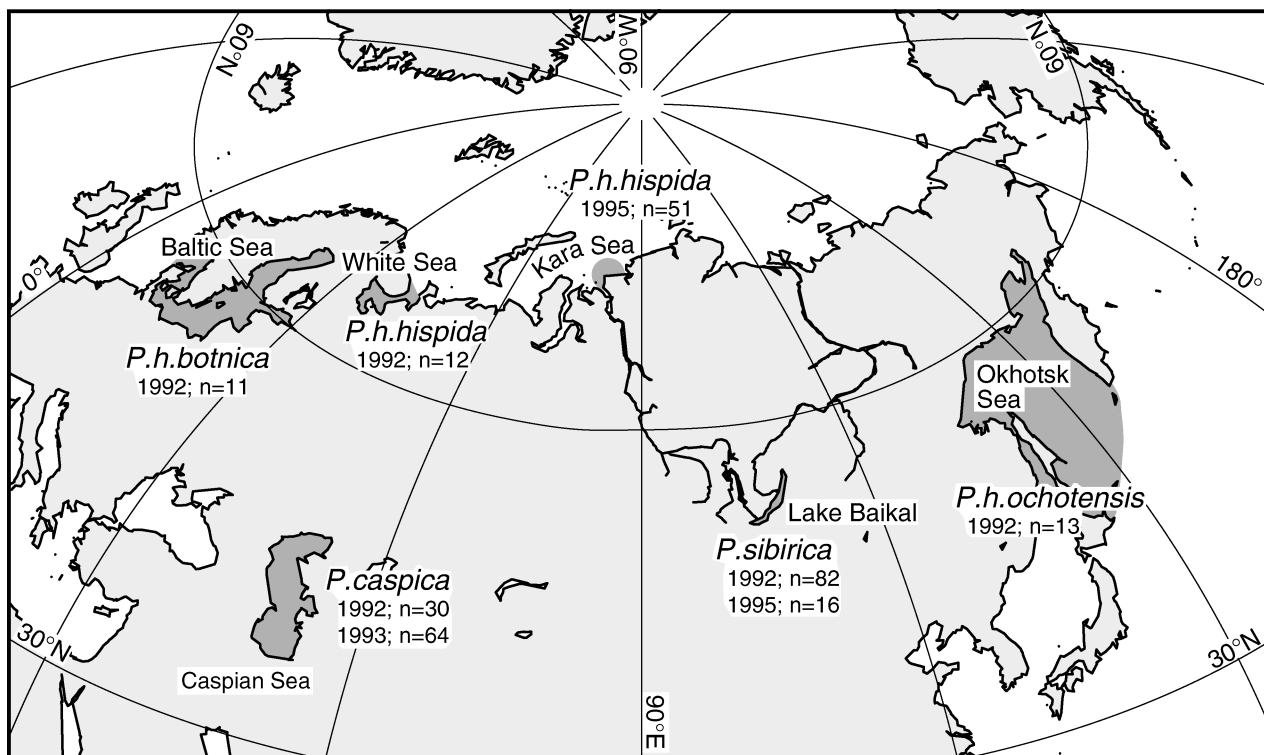 60°N
90°W
60°N
P.h.hispida
1995; n=51
Baltic Sea
White Sea
Kara Sea
0°
180°
P.h.hispida
1992; n=12
P.h.botnica
1992; n=11
Okhotsk
Sea
P.h.ochotensis
1992; n=13
Lake Baikal
P.sibirica
1992; n=82
1995; n=16
P.caspica
1992; n=30
1993; n=64
30°N
30°N
Caspian Sea
90°E